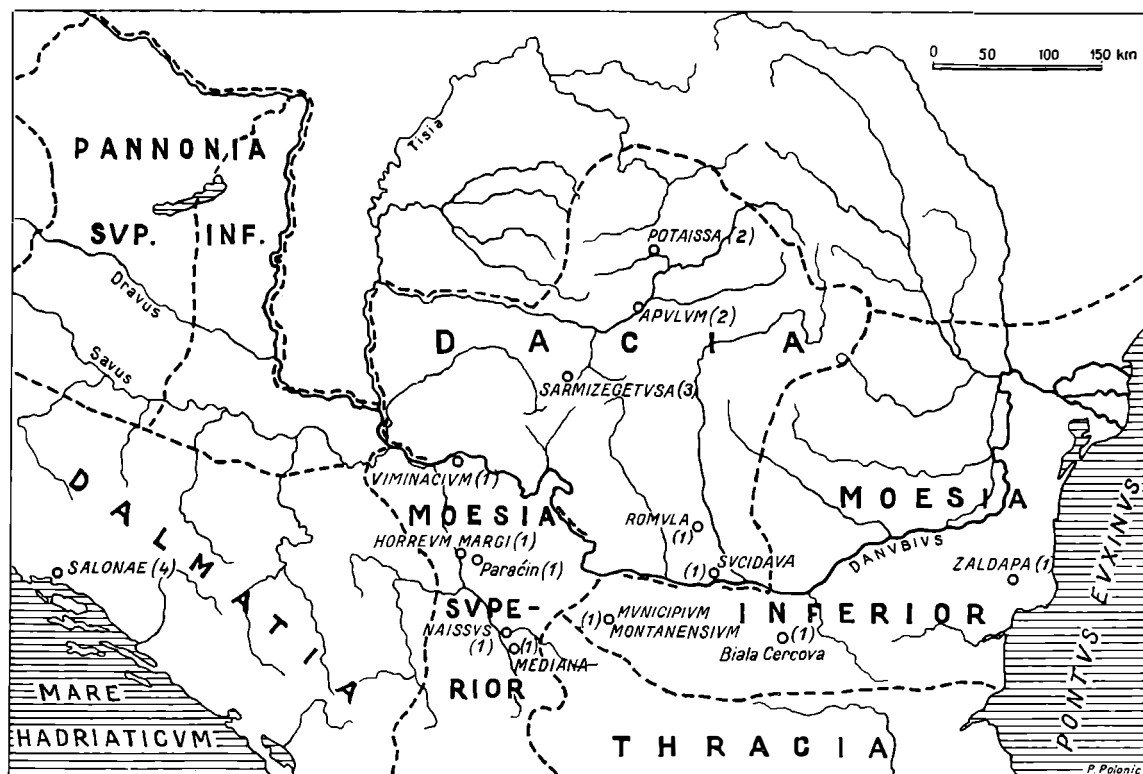 0 50 100 150 km
PANNONIA
SVP. INF.
Tisia
Dravus
Savus
POTAISSA (2)
APVLVM (2)
DACIA
SARMIZEGETVSA (3)
VIMINACIVM (1)
MOESIA
HORREVM MARGI (1)
Paraćin (1)
ROMVLA
(1)
(1) SVCIDAVA
MOESIA
DANVBIVS
ZALDAPA (1)
DALMATIA
SALONAE (4)
SVPE-
NAISSVS
(1)
(1)
MEDIANA
RIOR
(1) MVNICIPIVM
MONTANENSIVM
INFERIOR
(1)
Biala Cercova
MARE
HADRIATICVM
THRACIA
PONTVS EVXINVS
P. Polonic